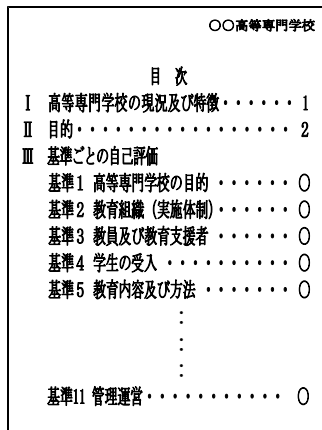 ○○高等専門学校
目次
Ⅰ 高等専門学校の現況及び特徴・・・・・・ 1
Ⅱ 目的・・・・・・・・・・・・・・・・・ 2
Ⅲ 基準ごとの自己評価
基準1 高等専門学校の目的 ・・・・・・ ○
基準2 教育組織（実施体制）・・・・・・ ○
基準3 教員及び教育支援者 ・・・・・・ ○
基準4 学生の受入 ・・・・・・・・・・ ○
基準5 教育内容及び方法 ・・・・・・・ ○
：
：
：
基準11 管理運営・・・・・・・・・・・ ○